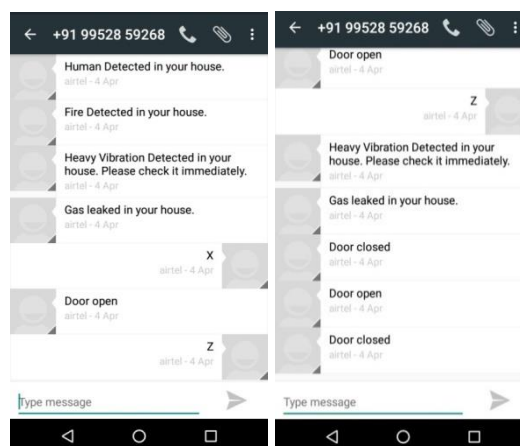 +91 99528 59268
Human Detected in your house.
airtel - 4 Apr
Fire Detected in your house.
airtel - 4 Apr
Heavy Vibration Detected in your
house. Please check it immediately.
airtel - 4 Apr
Gas leaked in your house.
airtel - 4 Apr
X
airtel - 4 Apr
Door open
airtel - 4 Apr
Z
airtel - 4 Apr
Type message
+91 99528 59268
Door open
airtel - 4 Apr
Z
airtel - 4 Apr
Heavy Vibration Detected in your
house. Please check it immediately.
airtel - 4 Apr
Gas leaked in your house.
airtel - 4 Apr
Door closed
airtel - 4 Apr
Door open
airtel - 4 Apr
Door closed
airtel - 4 Apr
Type message